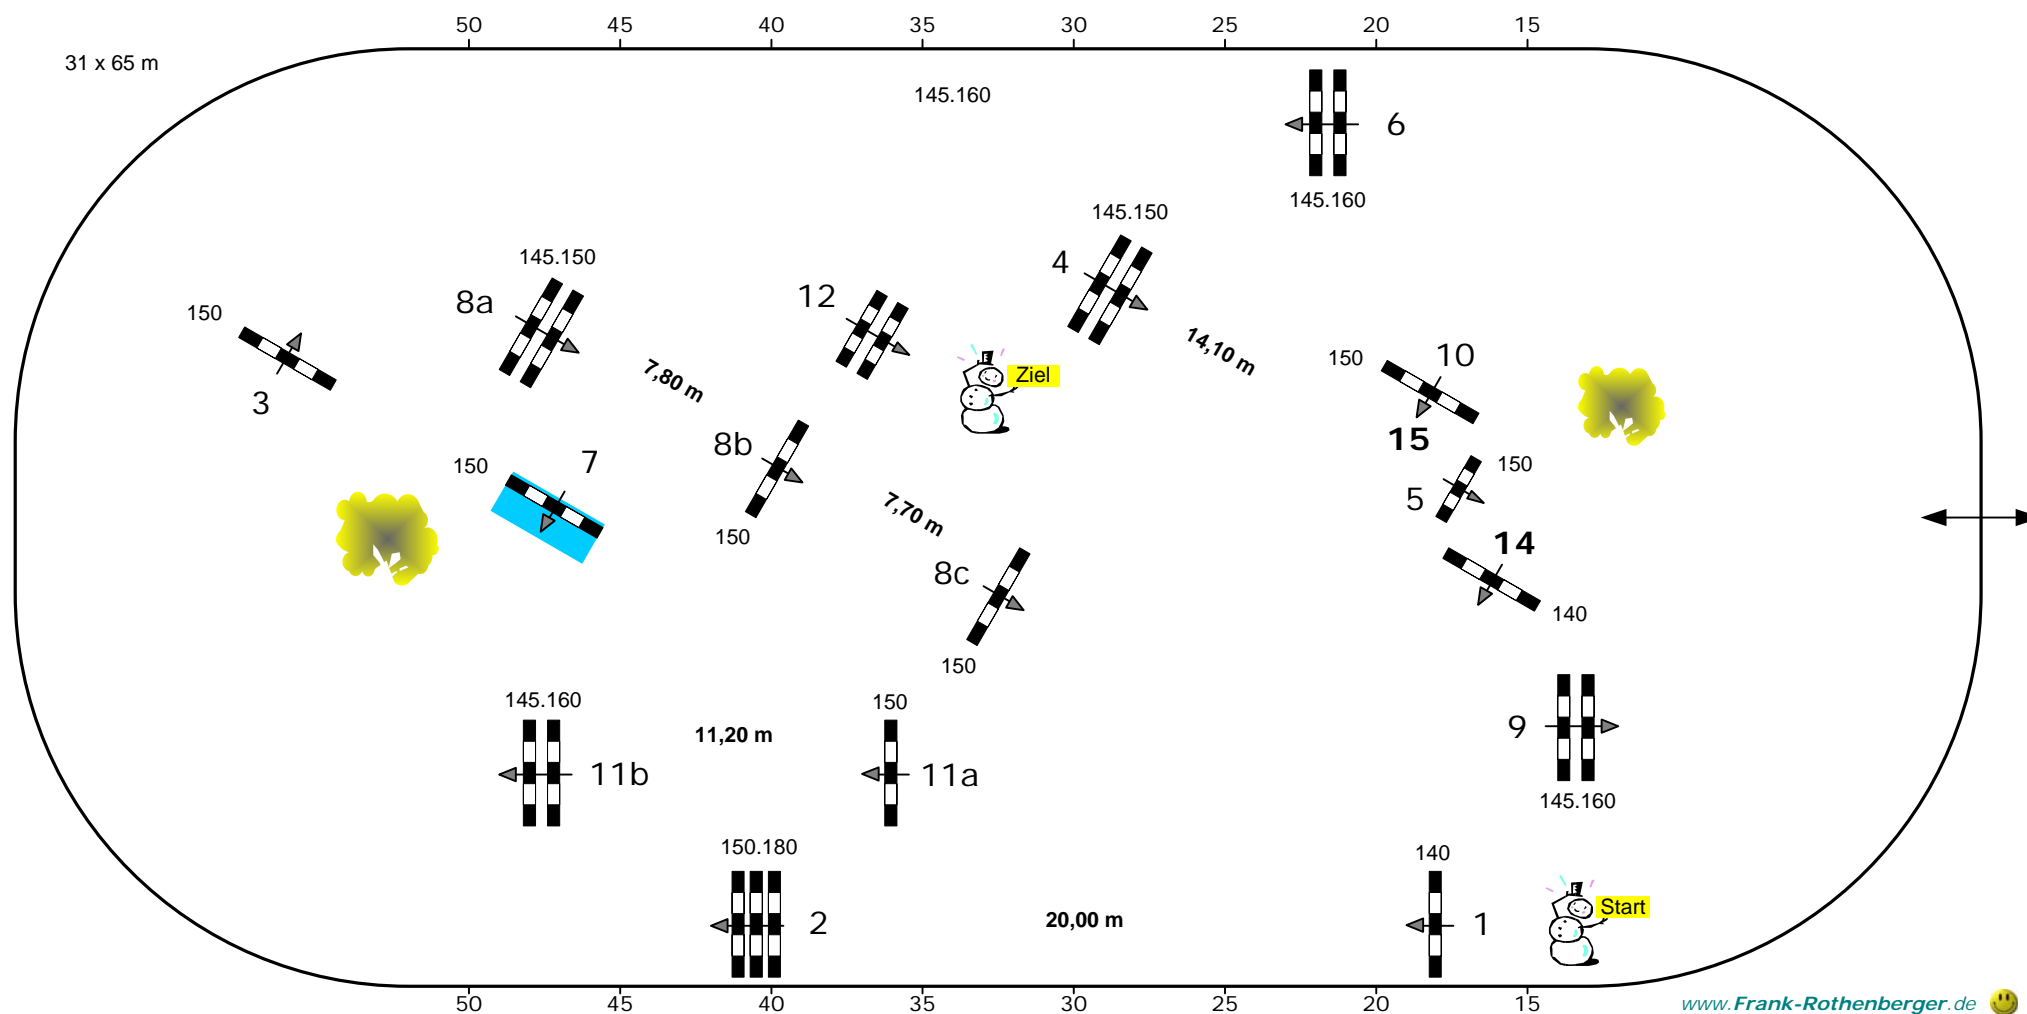 50 45 40 35 30 25 20 15
31 x 65 m
145.160
6
145.160
145.150
4
14,10 m
145.150
8a
7,80 m
12
150
3
Ziel
150
10
15
150
7
8b
150
7,70 m
8c
150
5
150
14
140
145.160
11b
11,20 m
150
11a
9
145.160
150.180
2
20,00 m
140
1
Start
50 45 40 35 30 25 20 15
www.Frank-Rothenberger.de